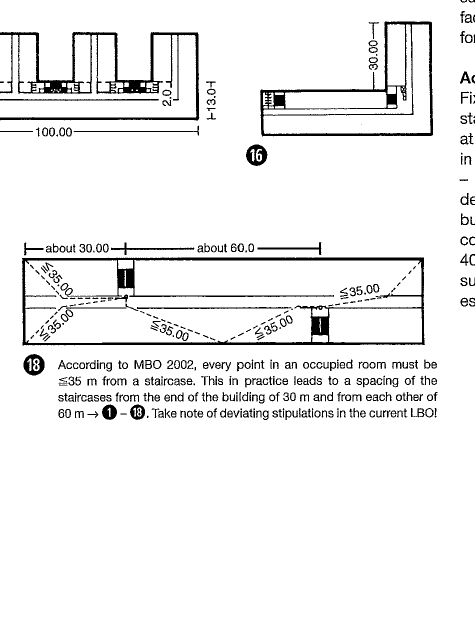 30.00
fa
for
2.0
13.0
100.00
16
Ac
Fix
sta
at
in
–
de
bu
co
40
su
es
about 30.00
about 60.0
≦35.00
≦35.00
≦35.00
≦35.00
≦35.00
18 According to MBO 2002, every point in an occupied room must be
≦35 m from a staircase. This in practice leads to a spacing of the
staircases from the end of the building of 30 m and from each other of
60 m → 1 – 18. Take note of deviating stipulations in the current LBO!